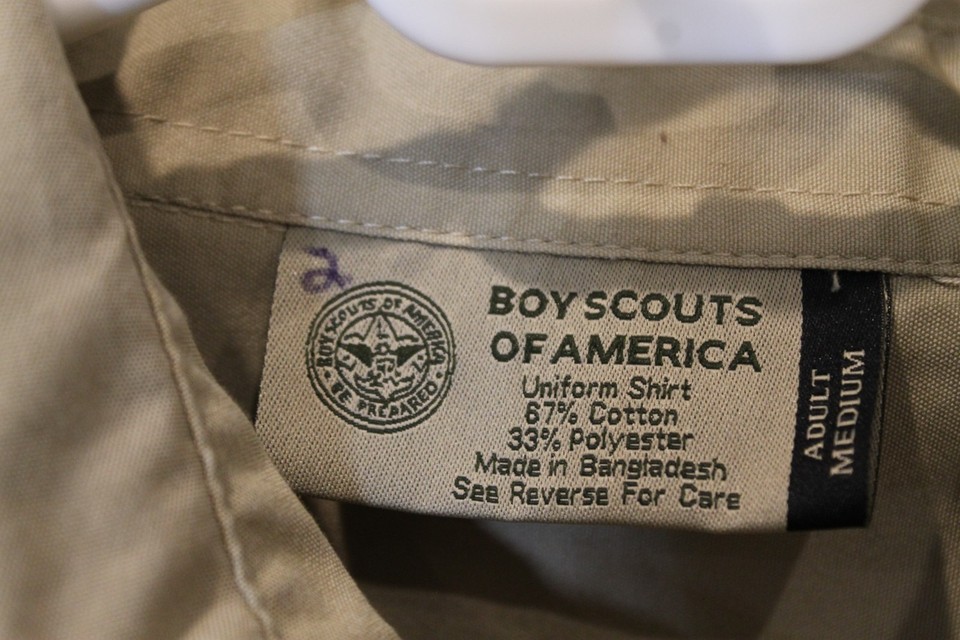 2
BOY SCOUTS OF AMERICA
BE PREPARED
BOY SCOUTS
OF AMERICA
Uniform Shirt
67% Cotton
33% Polyester
Made in Bangladesh
See Reverse For Care
ADULT
MEDIUM